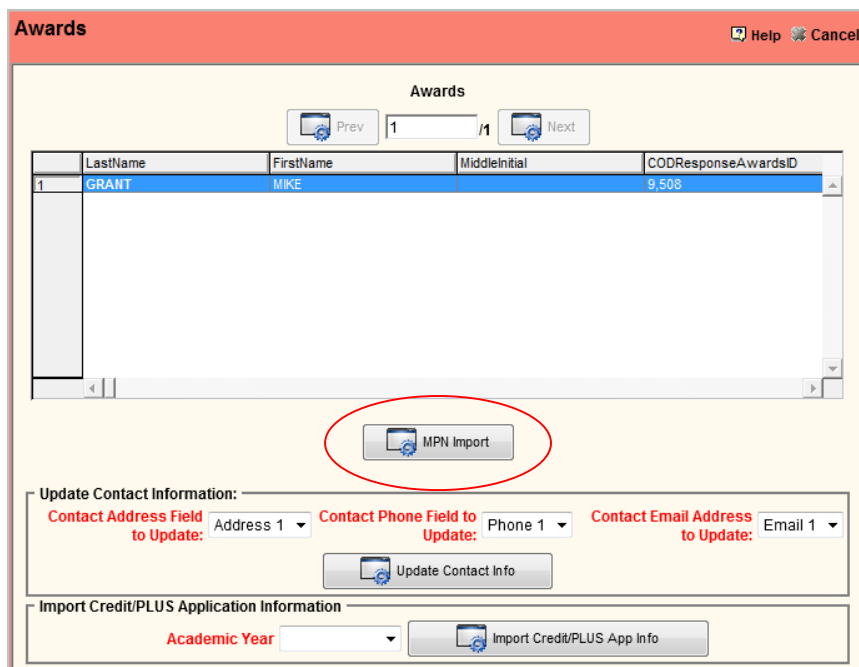 Awards
Help Cancel
Awards
Prev 1 /1 Next
LastName FirstName MiddleInitial CODResponseAwardsID
1 GRANT MIKE 9,508
MPN Import
Update Contact Information:
Contact Address Field to Update: Address 1 Contact Phone Field to Update: Phone 1 Contact Email Address to Update: Email 1
Update Contact Info
Import Credit/PLUS Application Information
Academic Year Import Credit/PLUS App Info